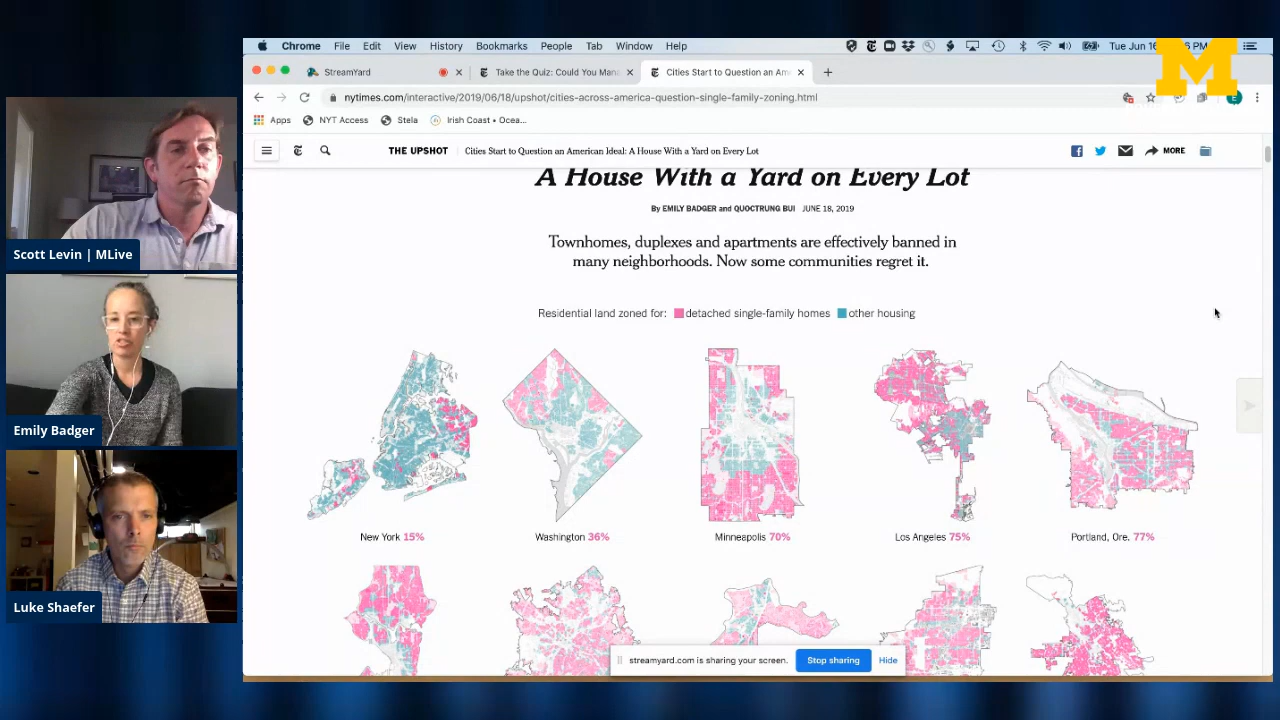 Chrome File Edit View History Bookmarks People Tab Window Help
Tue Jun 16
PM
M
StreamYard
Take the Quiz: Could You Man
Cities Start to Question an Am
nytimes.com/interactive/2019/06/18/upshot/cities-across-america-question-single-family-zoning.html
Apps NYT Access Stela Irish Coast • Ocea...
THE UPSHOT Cities Start to Question an American Ideal: A House With a Yard on Every Lot
MORE
A House With a Yard on Every Lot
By EMILY BADGER and QUOCTRUNG BUI JUNE 18, 2019
Townhomes, duplexes and apartments are effectively banned in
many neighborhoods. Now some communities regret it.
Residential land zoned for: detached single-family homes other housing
New York 15% Washington 36% Minneapolis 70% Los Angeles 75% Portland, Ore. 77%
streamyard.com is sharing your screen. Stop sharing Hide
Scott Levin | MLive
Emily Badger
Luke Shaefer